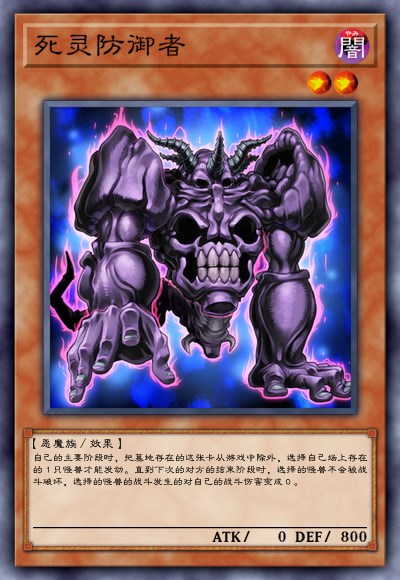 死灵防御者
やみ
闇
【恶魔族／效果】
自己的主要阶段时，把墓地存在的这张卡从游戏中除外，选择自己场上存在
的１只怪兽才能发动。直到下次的对方的结束阶段时，选择的怪兽不会被战
斗破坏，选择的怪兽的战斗发生的对自己的战斗伤害变成０。
ATK/ 0 DEF/ 800